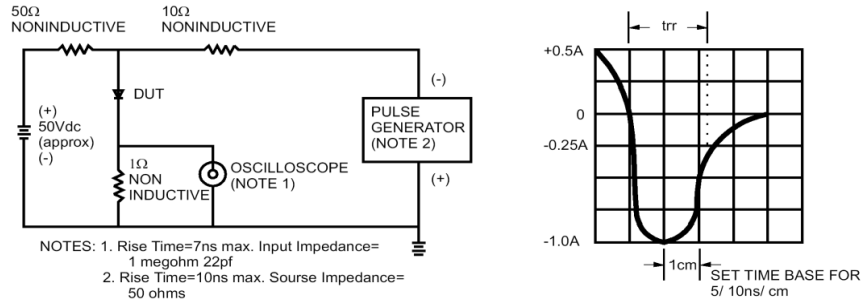 50Ω
NONINDUCTIVE
10Ω
NONINDUCTIVE
DUT
(+)
50Vdc
(approx)
(-)
1Ω
NON
INDUCTIVE
OSCILLOSCOPE
(NOTE 1)
(-)
PULSE
GENERATOR
(NOTE 2)
(+)
NOTES: 1. Rise Time=7ns max. Input Impedance=
1 megohm 22pf
2. Rise Time=10ns max. Sourse Impedance=
50 ohms
trr
+0.5A
0
-0.25A
-1.0A
1cm
SET TIME BASE FOR
5/ 10ns/ cm